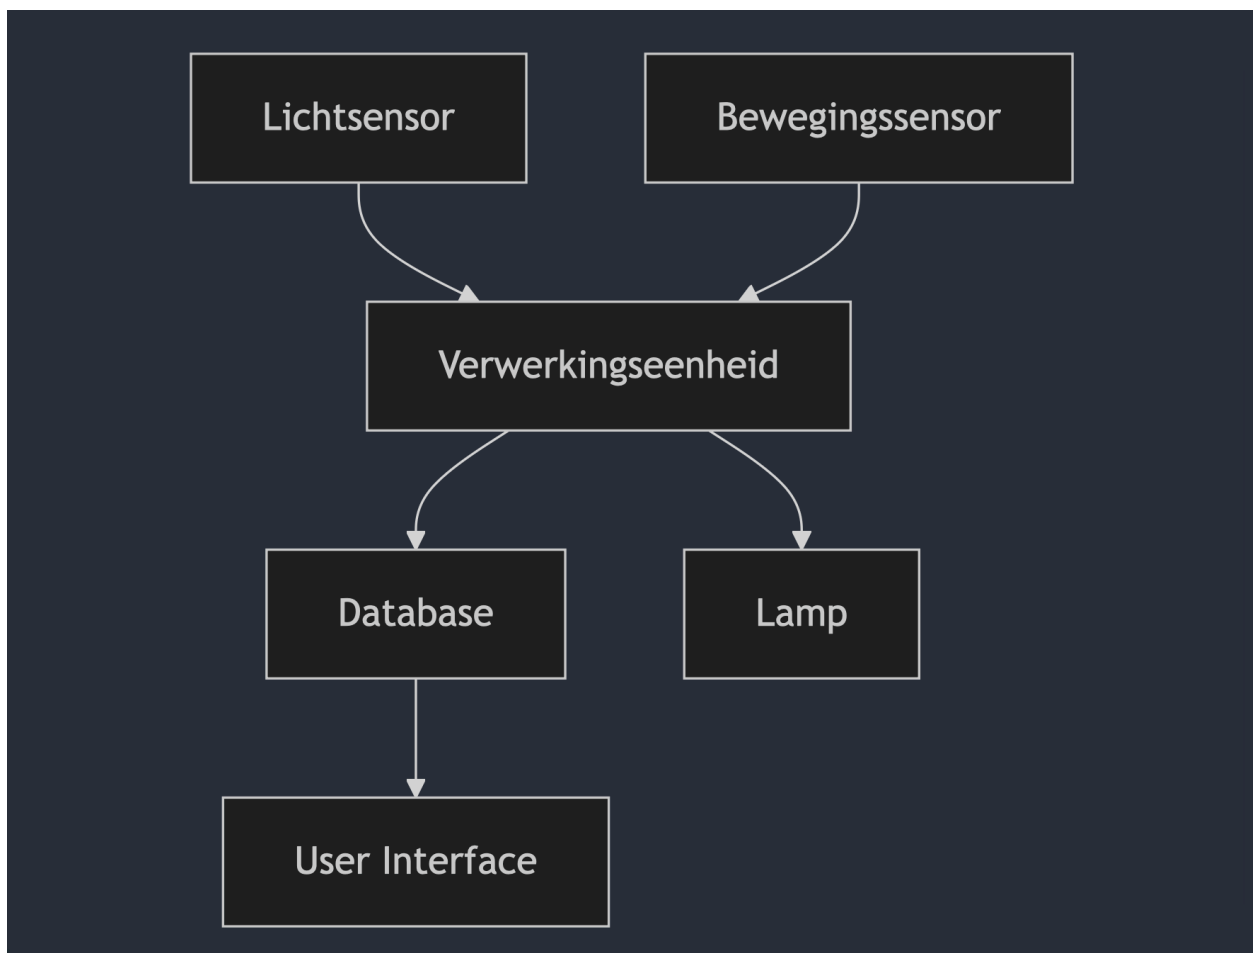 Lichtsensor
Bewegingssensor
Verwerkingseenheid
Database
Lamp
User Interface